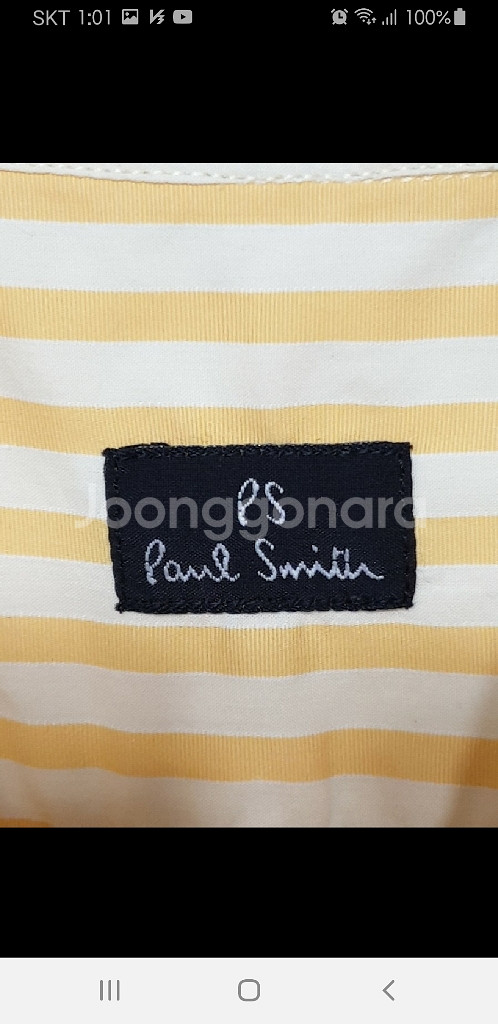 SKT 1:01
100%
Joonggonara
PS
Paul Smith